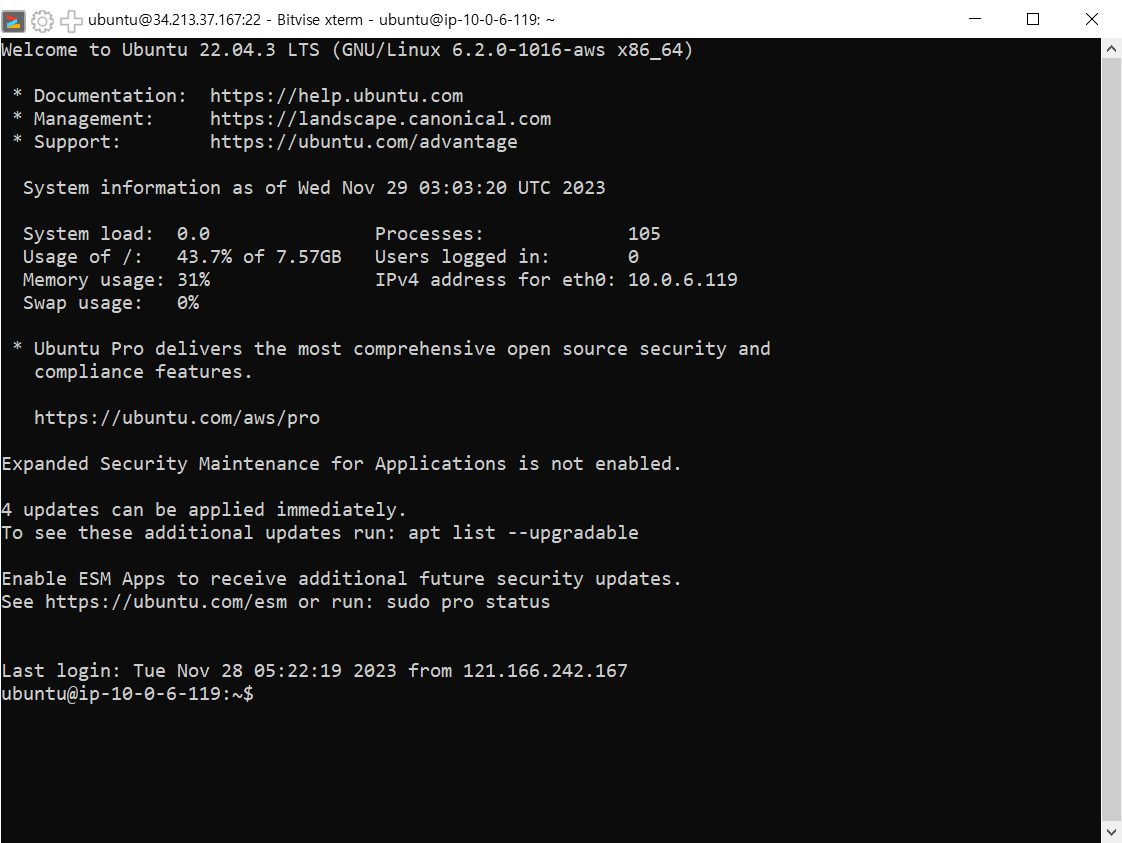 ubuntu@34.213.37.167:22 - Bitvise xterm - ubuntu@ip-10-0-6-119: ~
Welcome to Ubuntu 22.04.3 LTS (GNU/Linux 6.2.0-1016-aws x86_64)
* Documentation:  https://help.ubuntu.com
* Management:     https://landscape.canonical.com
* Support:        https://ubuntu.com/advantage
System information as of Wed Nov 29 03:03:20 UTC 2023
System load:  0.0               Processes:             105
Usage of /:   43.7% of 7.57GB   Users logged in:       0
Memory usage: 31%               IPv4 address for eth0: 10.0.6.119
Swap usage:   0%
* Ubuntu Pro delivers the most comprehensive open source security and
compliance features.
https://ubuntu.com/aws/pro
Expanded Security Maintenance for Applications is not enabled.
4 updates can be applied immediately.
To see these additional updates run: apt list --upgradable
Enable ESM Apps to receive additional future security updates.
See https://ubuntu.com/esm or run: sudo pro status
Last login: Tue Nov 28 05:22:19 2023 from 121.166.242.167
ubuntu@ip-10-0-6-119:~$